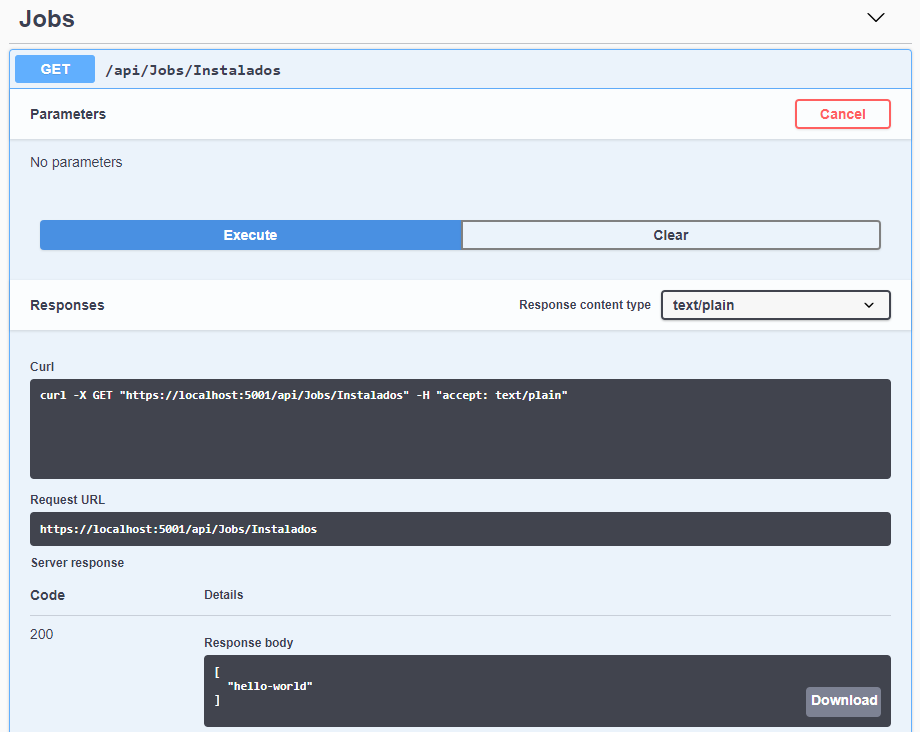 Jobs
GET /api/Jobs/Instalados
Parameters Cancel
No parameters
Execute Clear
Responses Response content type text/plain
Curl
curl -X GET "https://localhost:5001/api/Jobs/Instalados" -H "accept: text/plain"
Request URL
https://localhost:5001/api/Jobs/Instalados
Server response
Code Details
200
Response body
[
"hello-world"
]
Download